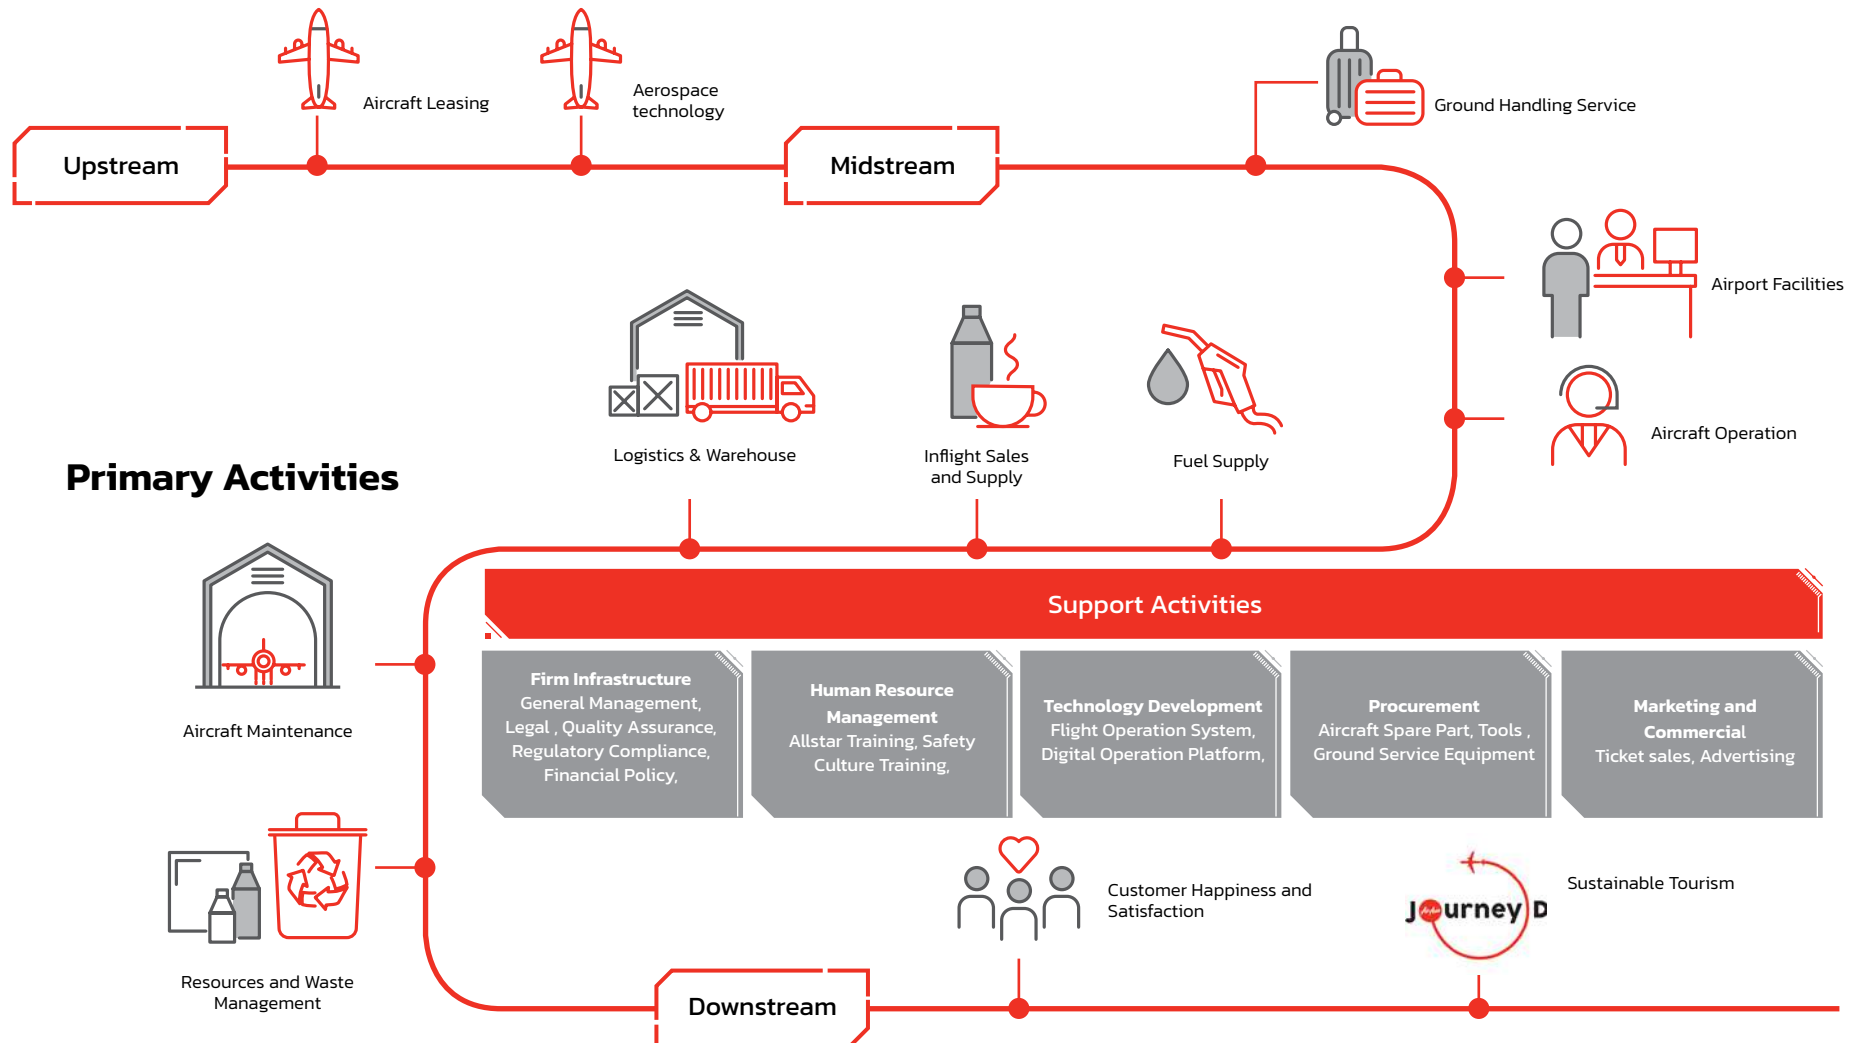 Aircraft Leasing
Aerospace
technology
Ground Handling Service
Upstream
Midstream
Airport Facilities
Aircraft Operation
Logistics & Warehouse
Inflight Sales
and Supply
Fuel Supply
Primary Activities
Support Activities
Aircraft Maintenance
Firm Infrastructure
General Management,
Legal , Quality Assurance,
Regulatory Compliance,
Financial Policy,
Human Resource
Management
Allstar Training, Safety
Culture Training,
Technology Development
Flight Operation System,
Digital Operation Platform,
Procurement
Aircraft Spare Part, Tools ,
Ground Service Equipment
Marketing and
Commercial
Ticket sales, Advertising
Resources and Waste
Management
Customer Happiness and
Satisfaction
Journey D
Sustainable Tourism
Downstream